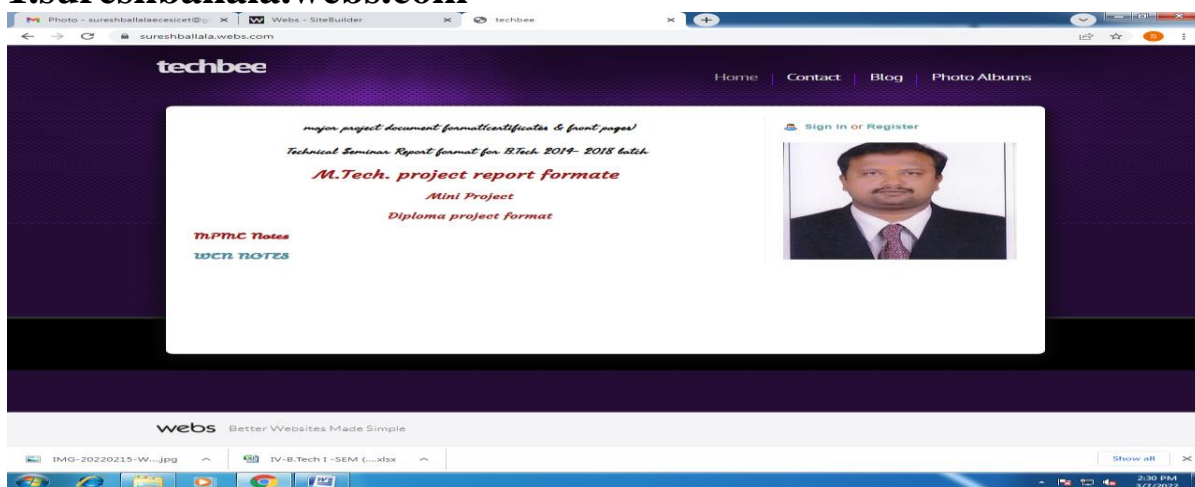 1.sureshballala.webs.com
Photo - sureshballalaecesicet@g
Webs - SiteBuilder
techbee
sureshballala.webs.com
S
techbee
Home
Contact
Blog
Photo Albums
major project document format(certificates & front pages)
Technical Seminar Report format for B.Tech 2014- 2018 batch
M.Tech. project report formate
Mini Project
Diploma project format
MPMC Notes
WCN NOTES
Sign In or Register
webs Better Websites Made Simple
IMG-20220215-W....jpg
IV-B.Tech I -SEM (....xlsx
Show all
2:30 PM
3/7/2022